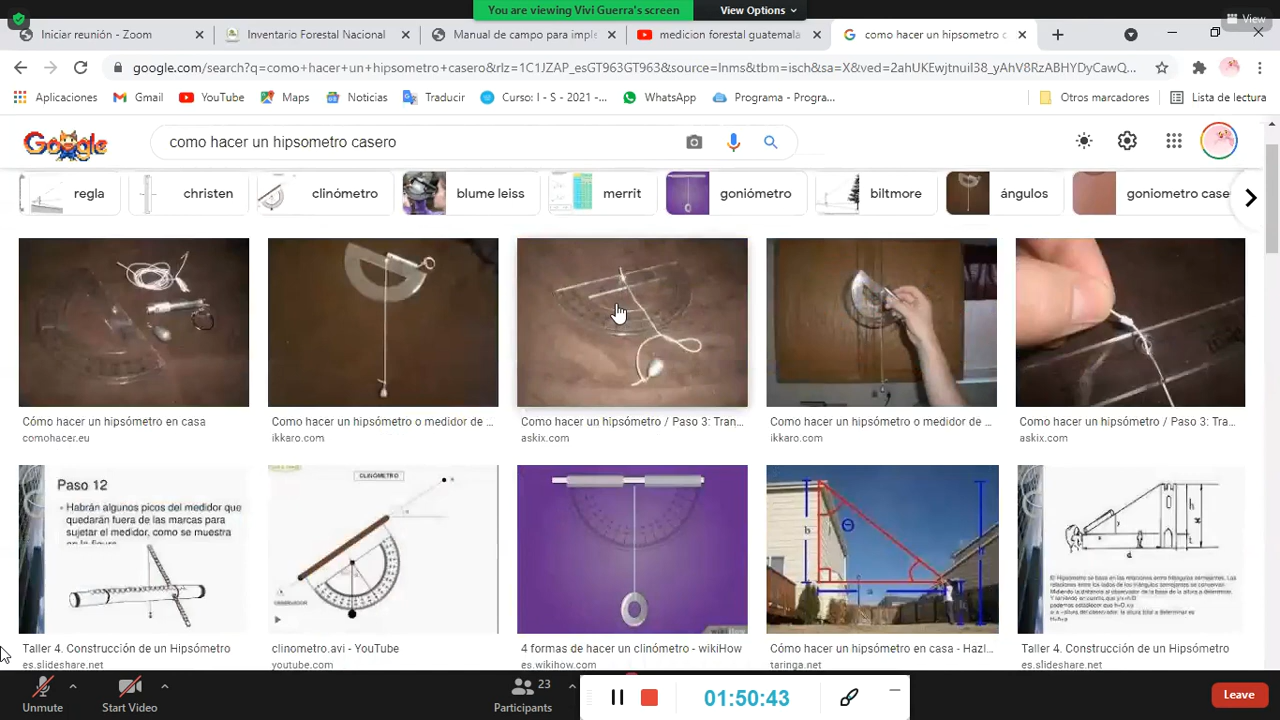 You are viewing Vivi Guerra's screen
View Options
View
Iniciar reunión - Zoom
Inventario Forestal Nacional
Manual de campo - Imple
medicion forestal guatemala
como hacer un hipsometro c
google.com/search?q=como+hacer+un+hipsometro+casero&rlz=1C1JZAP_esGT963GT963&source=lnms&tbm=isch&sa=X&ved=2ahUKEwjtnuiI38_yAhV8RzABHYDyCawQ...
Aplicaciones
Gmail
YouTube
Maps
Noticias
Traducir
Curso: I - S - 2021 -...
WhatsApp
Programa - Progra...
Otros marcadores
Lista de lectura
Google
como hacer un hipsometro casero
regla
christen
clinómetro
blume leiss
merrit
goniómetro
biltmore
ángulos
goniometro case
Cómo hacer un hipsómetro en casa
comohacer.eu
Como hacer un hipsómetro o medidor de ...
ikkaro.com
Como hacer un hipsómetro / Paso 3: Tran...
askix.com
Como hacer un hipsómetro o medidor de ...
ikkaro.com
Como hacer un hipsómetro / Paso 3: Tra...
askix.com
Paso 12
• Habrán algunos picos del medidor que
quedarán fuera de las marcas para
sujetar el medidor, como se muestra
en la figura
CLINÓMETRO
h
Θ
h
t
d
Taller 4. Construcción de un Hipsómetro
es.slideshare.net
clinometro.avi - YouTube
youtube.com
4 formas de hacer un clinómetro - wikiHow
es.wikihow.com
Cómo hacer un hipsómetro en casa - Hazl...
taringa.net
Taller 4. Construcción de un Hipsómetro
es.slideshare.net
Unmute
Start Video
23
Participants
01:50:43
Leave